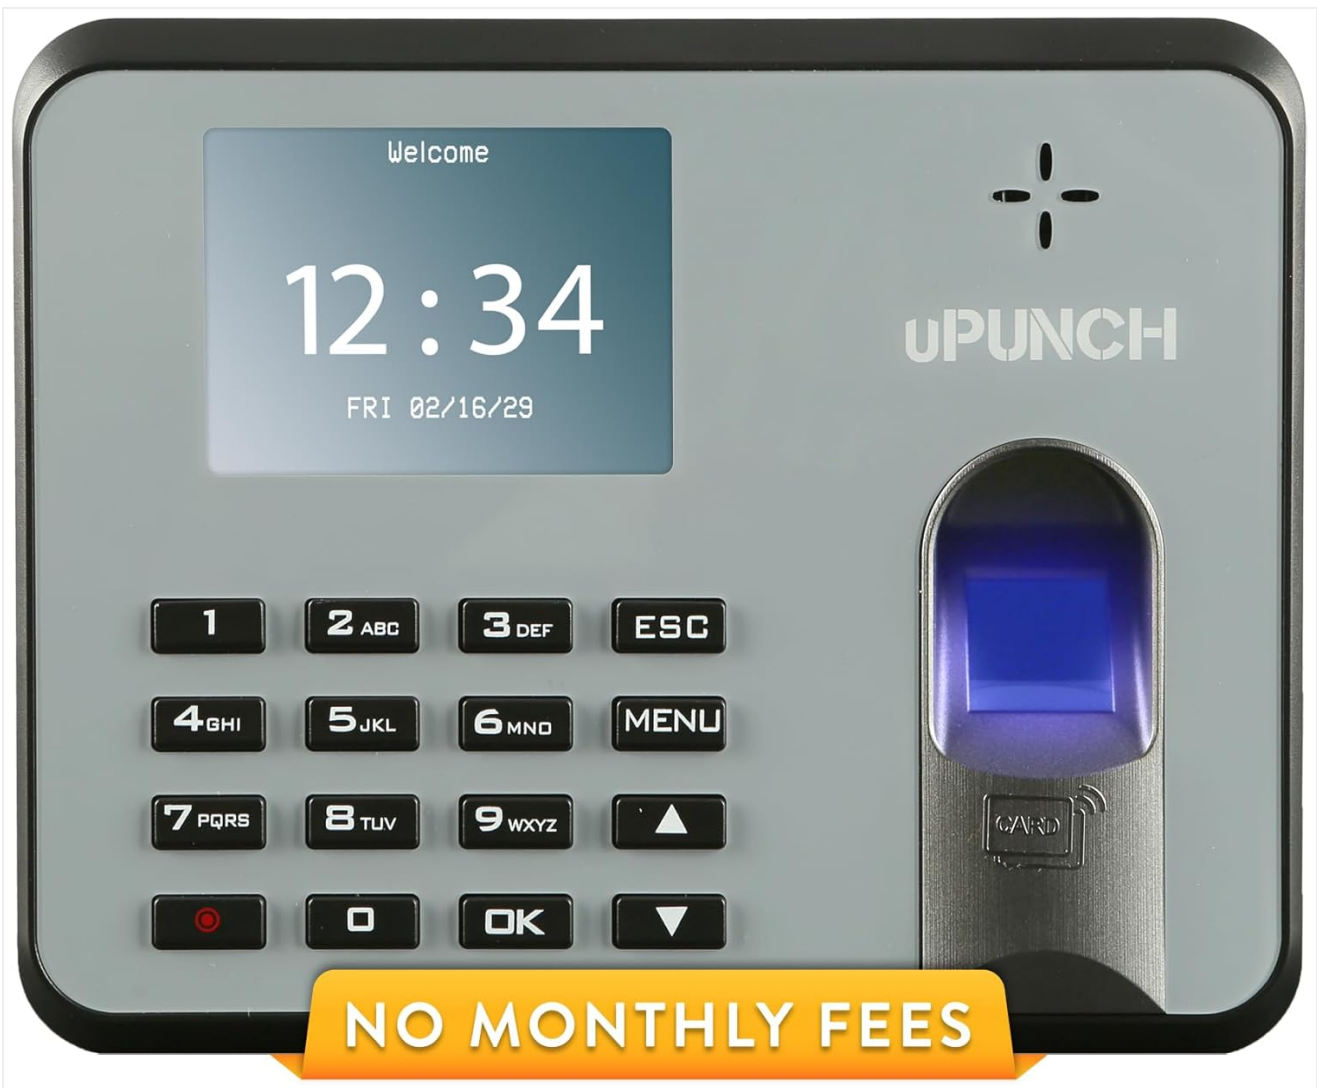 Welcome
12:34
FRI 02/16/29
uPUNCH
1
2 ABC
3 DEF
ESC
4 GHI
5 JKL
6 MNO
MENU
7 PQRS
8 TUV
9 WXYZ
▲
CARD
0
OK
▼
NO MONTHLY FEES